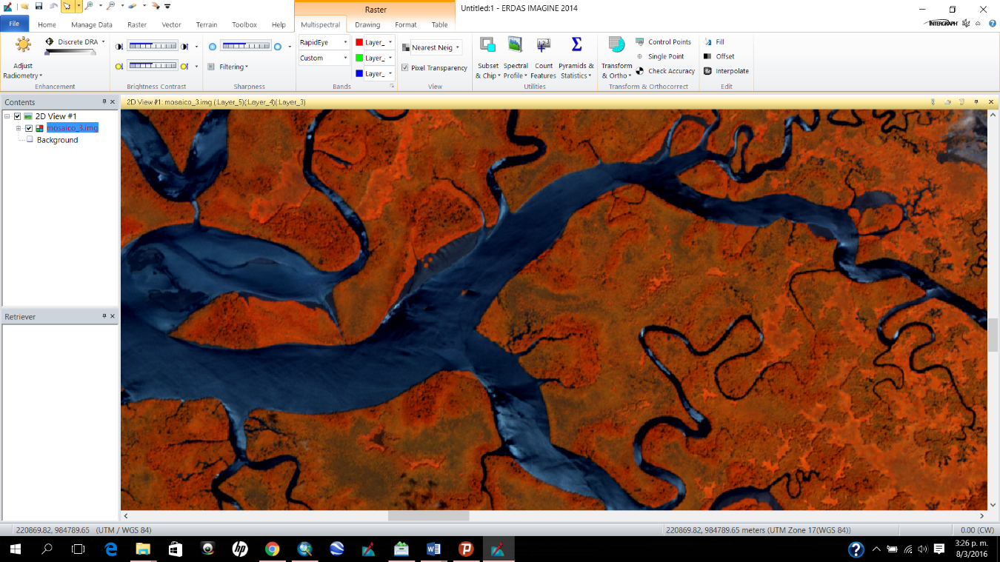 Raster
Untitled:1 - ERDAS IMAGINE 2014
File Home Manage Data Raster Vector Terrain Toolbox Help Multispectral Drawing Format Table
INTERGRAPH
Discrete DRA
Adjust
Radiometry
Enhancement
Brightness Contrast
Filtering
Sharpness
RapidEye
Custom
Layer_
Layer_
Layer_
Bands
Nearest Neig
Pixel Transparency
View
Subset
& Chip
Spectral
Profile
Count
Features
Pyramids &
Statistics
Utilities
Transform
& Ortho
Control Points
Single Point
Check Accuracy
Transform & Orthocorrect
Fill
Offset
Interpolate
Edit
Contents
2D View #1
mosaico_3.img
Background
Retriever
2D View #1: mosaico_3.img (:Layer_5)(:Layer_4)(:Layer_3)
220869.82, 984789.65 (UTM / WGS 84)
220869.82, 984789.65 meters (UTM Zone 17(WGS 84))
0.00 (CW)
3:26 p. m.
8/3/2016